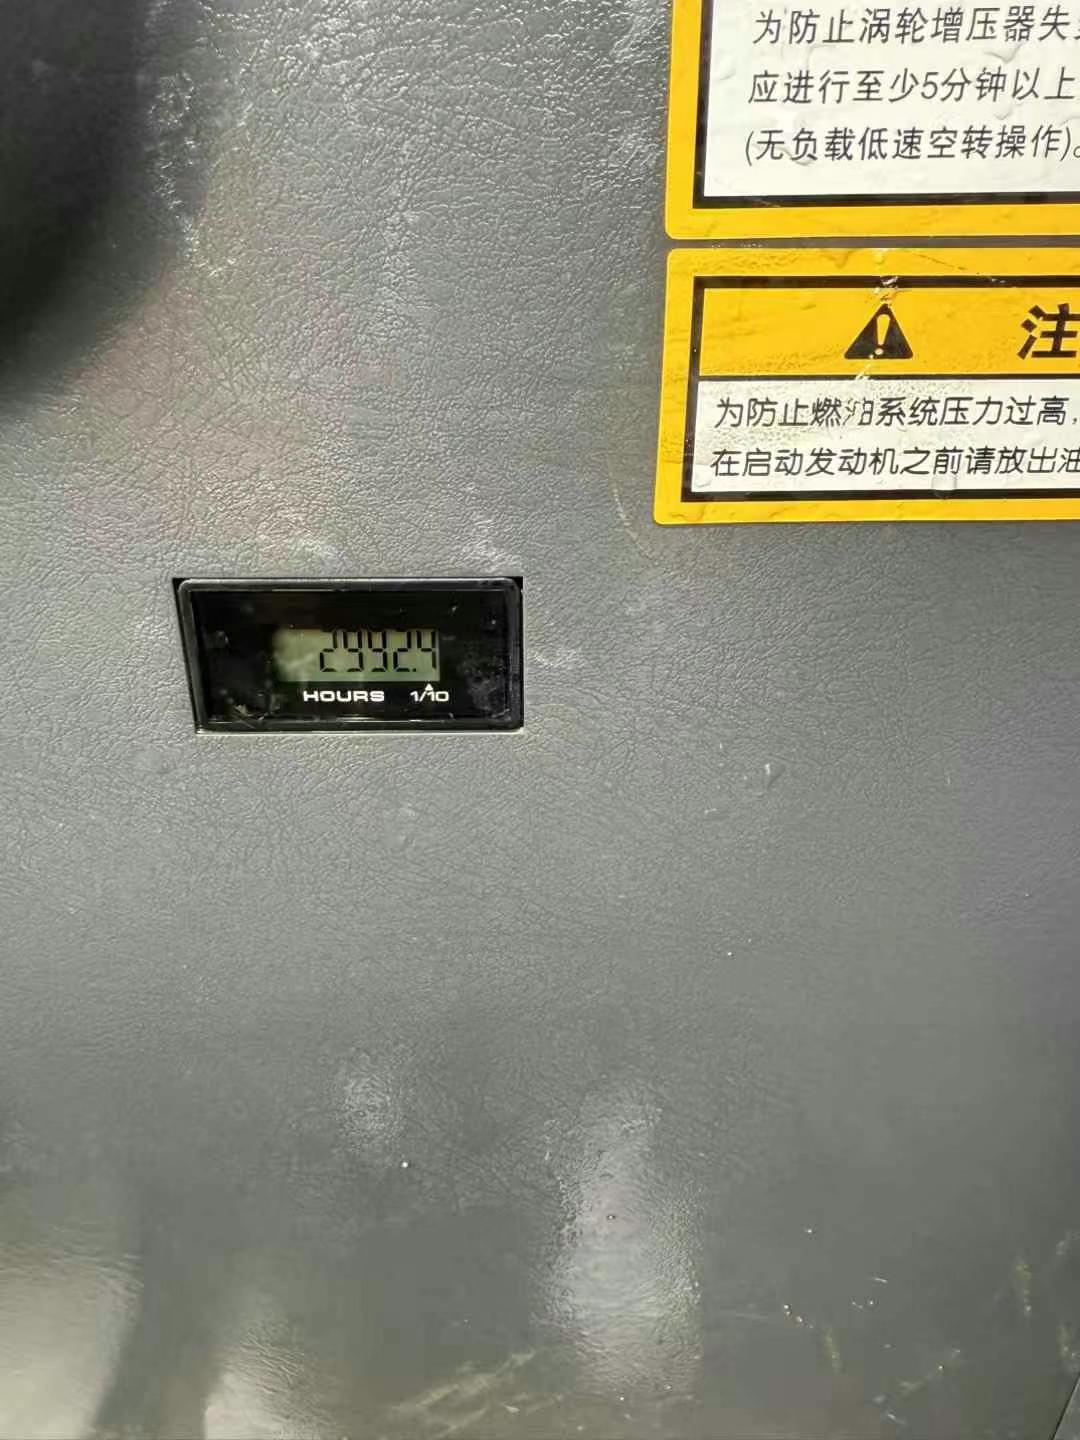 为防止涡轮增压器失
应进行至少5分钟以上
(无负载低速空转操作)。
注
为防止燃油系统压力过高,
在启动发动机之前请放出油
2992.4
HOURS 1/10